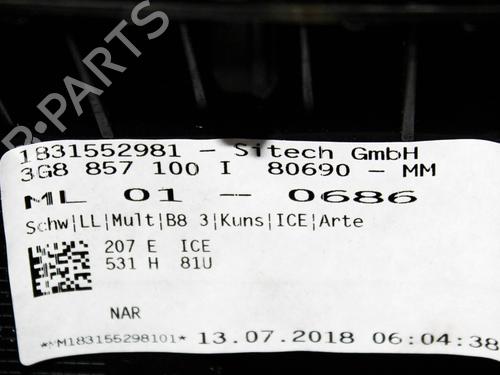 R-PARTS
1831552981 - Sitech GmbH
3G8 857 100 I 80690 - MM
ML 01 - 0686
Schw|LL|Mult|B8 3|Kuns|ICE|Arte
207 E ICE
531 H 81U
NAR
*MM183155298101* 13.07.2018 06:04:38